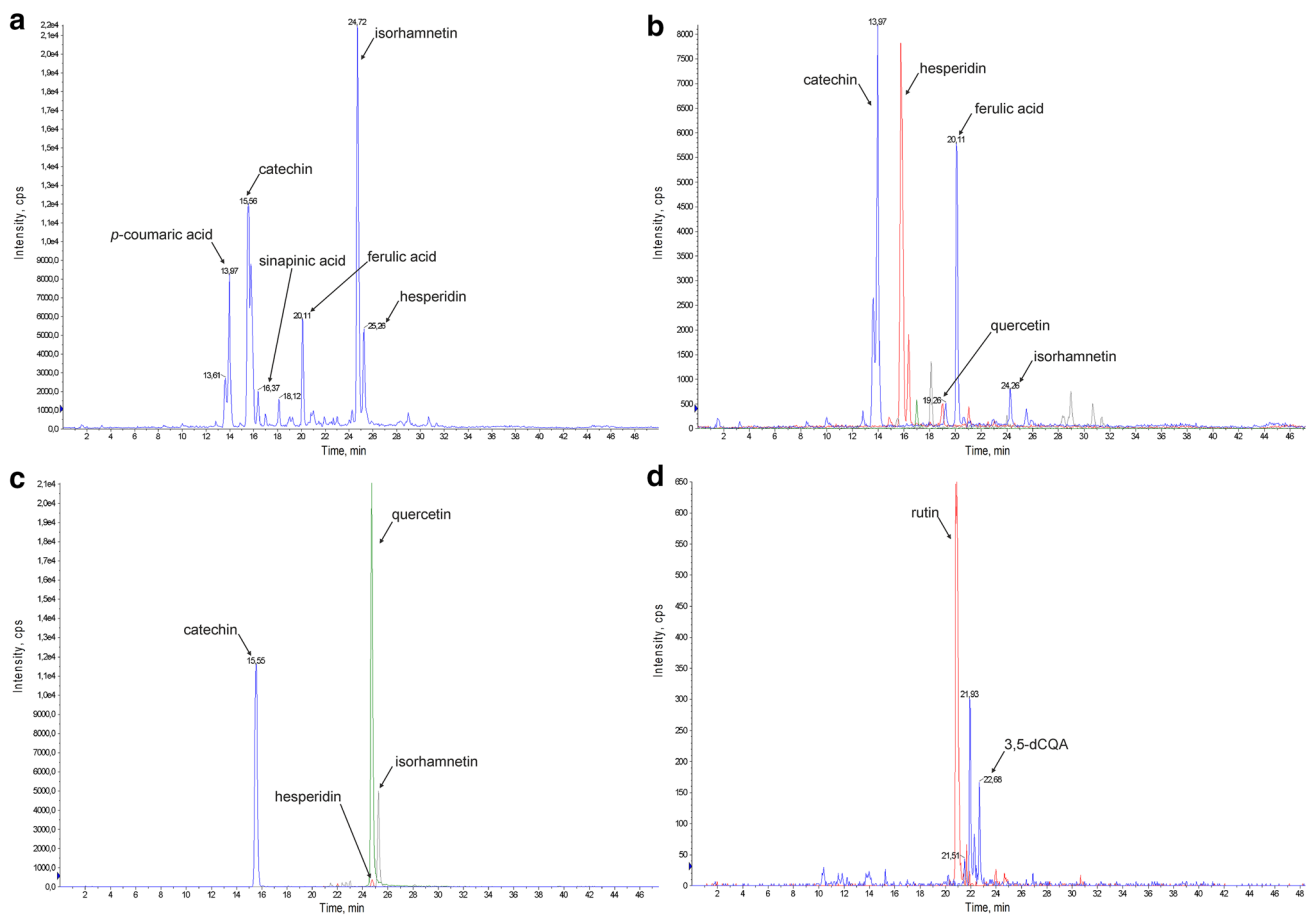 a
2,2e4
2,1e4
2,0e4
1,9e4
1,8e4
1,7e4
1,6e4
1,5e4
1,4e4
1,3e4
1,2e4
1,1e4
1,0e4
9000,0
8000,0
7000,0
6000,0
5000,0
4000,0
3000,0
2000,0
1000,0
0,0
Intensity, cps
24,72
isorhamnetin
catechin
15,56
p-coumaric acid
13,97
sinapinic acid
ferulic acid
20,11
hesperidin
25,26
13,61
16,37
18,12
2 4 6 8 10 12 14 16 18 20 22 24 26 28 30 32 34 36 38 40 42 44 46 48
Time, min
b
8000
7500
7000
6500
6000
5500
5000
4500
4000
3500
3000
2500
2000
1500
1000
500
0
Intensity, cps
13,97
catechin
hesperidin
ferulic acid
20,11
quercetin
19,26
isorhamnetin
24,26
2 4 6 8 10 12 14 16 18 20 22 24 26 28 30 32 34 36 38 40 42 44 46 48
Time, min
c
2,1e4
2,0e4
1,9e4
1,8e4
1,7e4
1,6e4
1,5e4
1,4e4
1,3e4
1,2e4
1,1e4
1,0e4
9000,0
8000,0
7000,0
6000,0
5000,0
4000,0
3000,0
2000,0
1000,0
0,0
Intensity, cps
quercetin
catechin
15,55
isorhamnetin
hesperidin
2 4 6 8 10 12 14 16 18 20 22 24 26 28 30 32 34 36 38 40 42 44 46
Time, min
d
650
600
550
500
450
400
350
300
250
200
150
100
50
0
Intensity, cps
rutin
21,93
3,5-dCQA
22,68
21,51
2 4 6 8 10 12 14 16 18 20 22 24 26 28 30 32 34 36 38 40 42 44 46 48
Time, min